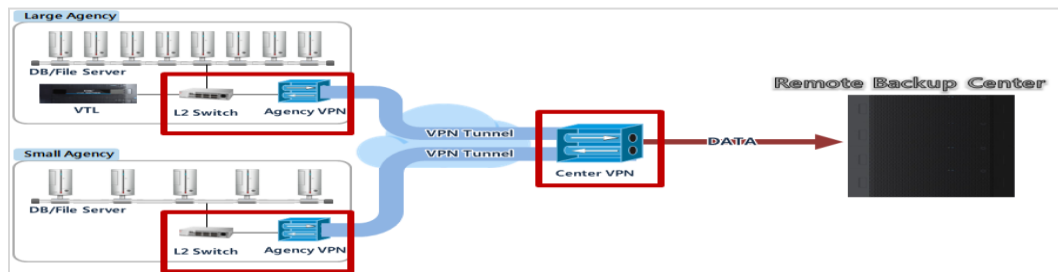 Large Agency
DB/File Server
VTL
L2 Switch
Agency VPN
VPN Tunnel
VPN Tunnel
Center VPN
DATA
Remote Backup Center
Small Agency
DB/File Server
L2 Switch
Agency VPN